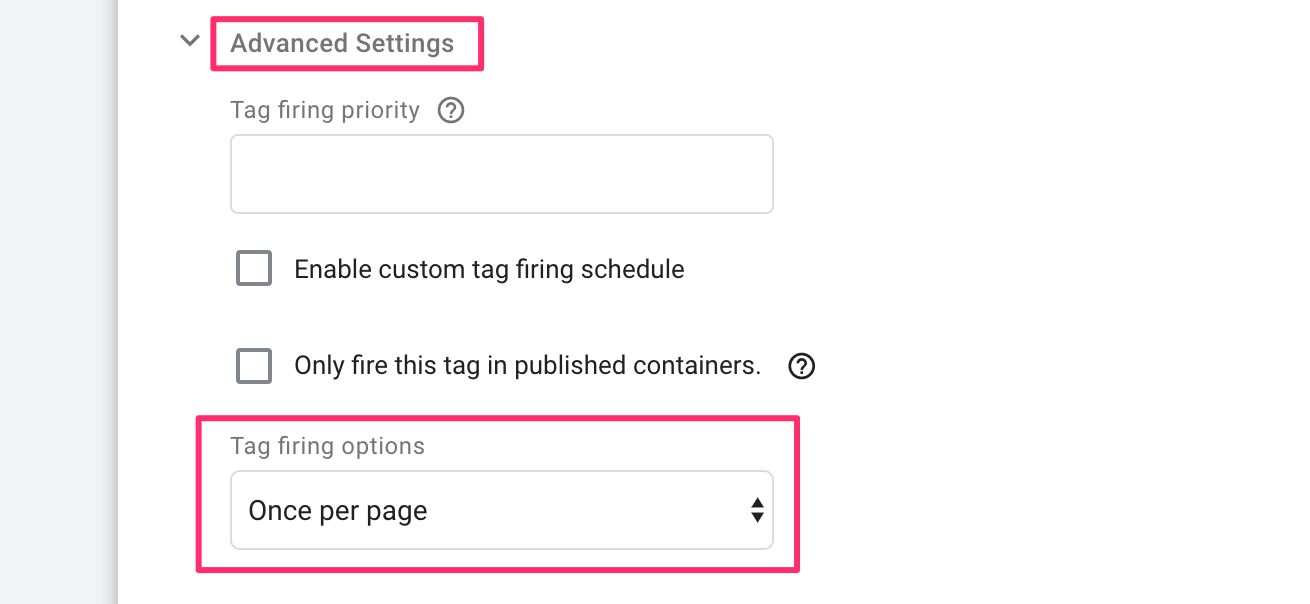 Advanced Settings
Tag firing priority
Enable custom tag firing schedule
Only fire this tag in published containers.
Tag firing options
Once per page